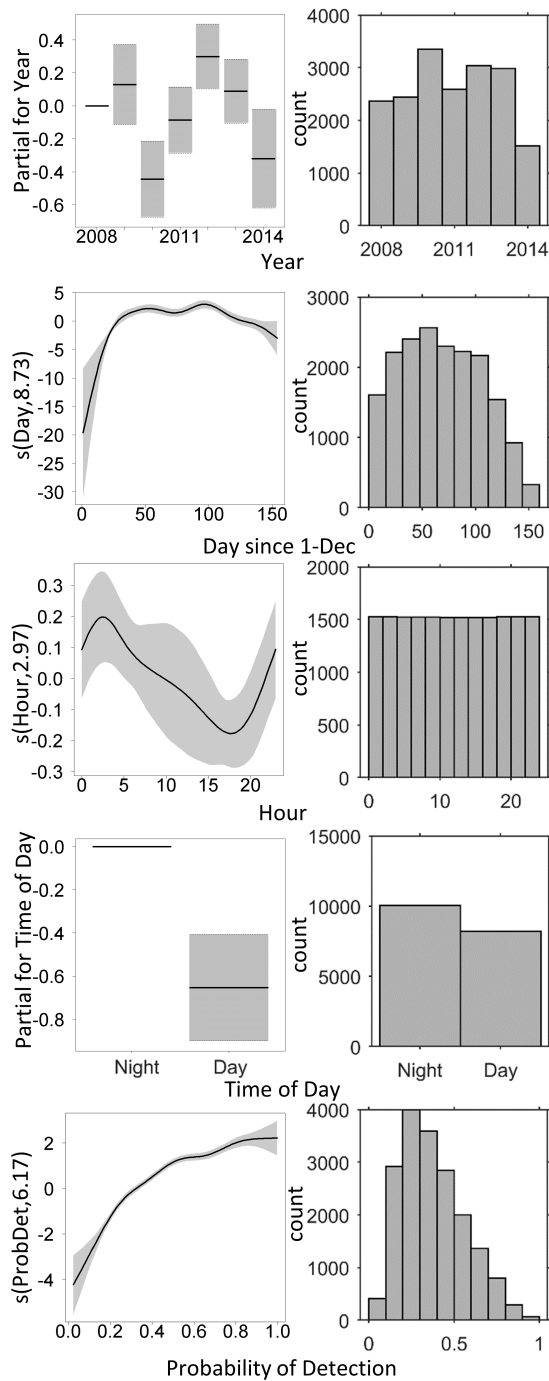 Partial for Year
0.4
0.2
0.0
-0.2
-0.4
-0.6
2008 2011 2014
count
4000
3000
2000
1000
0
2008 2011 2014
Year
s(Day,8.73)
5
0
-5
-10
-15
-20
-25
-30
0 50 100 150
count
3000
2000
1000
0
0 50 100 150
Day since 1-Dec
s(Hour,2.97)
0.3
0.2
0.1
0.0
-0.1
-0.2
-0.3
0 5 10 15 20
count
2000
1500
1000
500
0
0 10 20
Hour
Partial for Time of Day
0.0
-0.2
-0.4
-0.6
-0.8
Night Day
count
15000
10000
5000
0
Night Day
Time of Day
s(ProbDet,6.17)
2
0
-2
-4
0.0 0.2 0.4 0.6 0.8 1.0
count
4000
3000
2000
1000
0
0 0.5 1
Probability of Detection